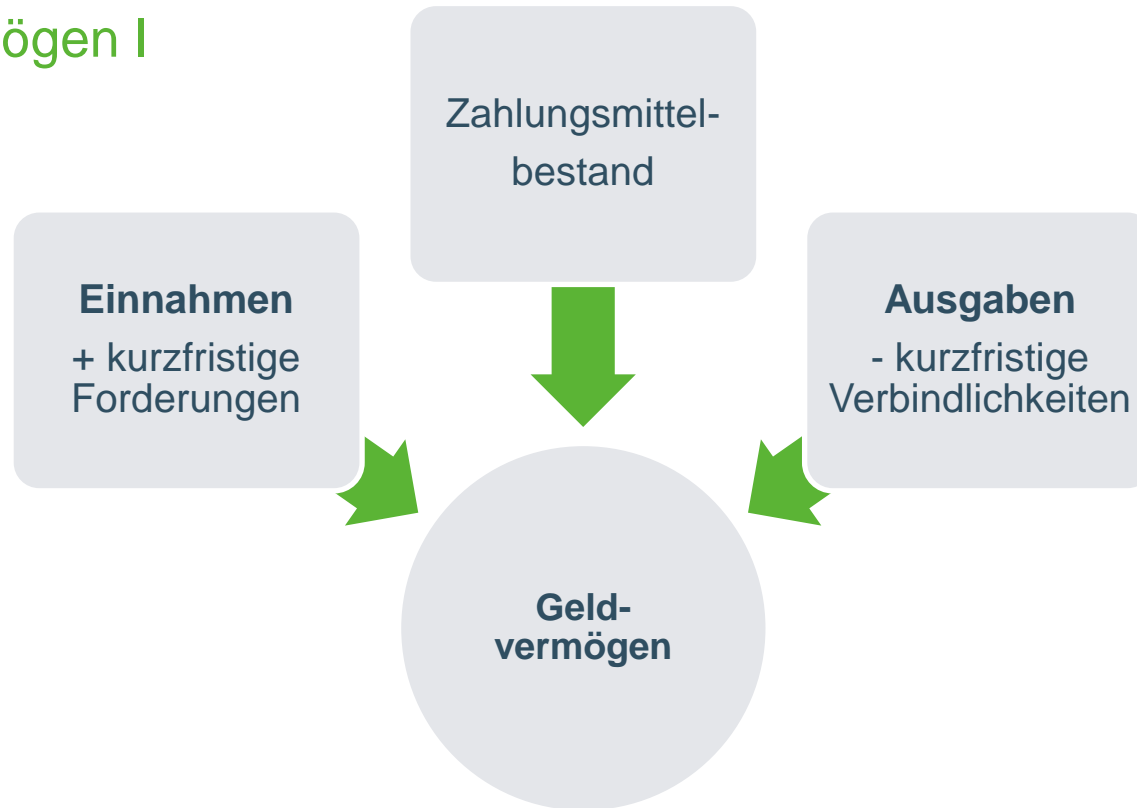 ögen I
Zahlungsmittel-
bestand
Einnahmen
+ kurzfristige
Forderungen
Ausgaben
- kurzfristige
Verbindlichkeiten
Geld-
vermögen